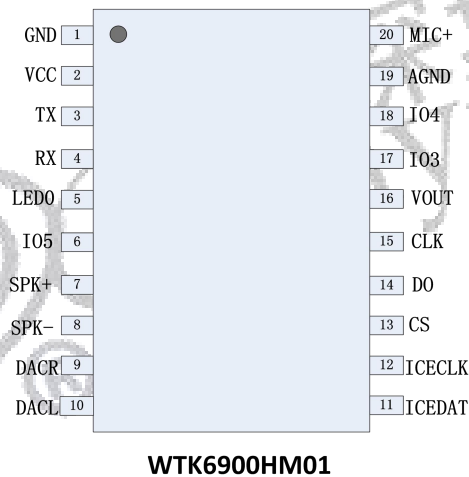 GND 1 20 MIC+
VCC 2 19 AGND
TX 3 18 IO4
RX 4 17 IO3
LED0 5 16 VOUT
IO5 6 15 CLK
SPK+ 7 14 DO
SPK- 8 13 CS
DACR 9 12 ICECLK
DACL 10 11 ICEDAT
WTK6900HM01